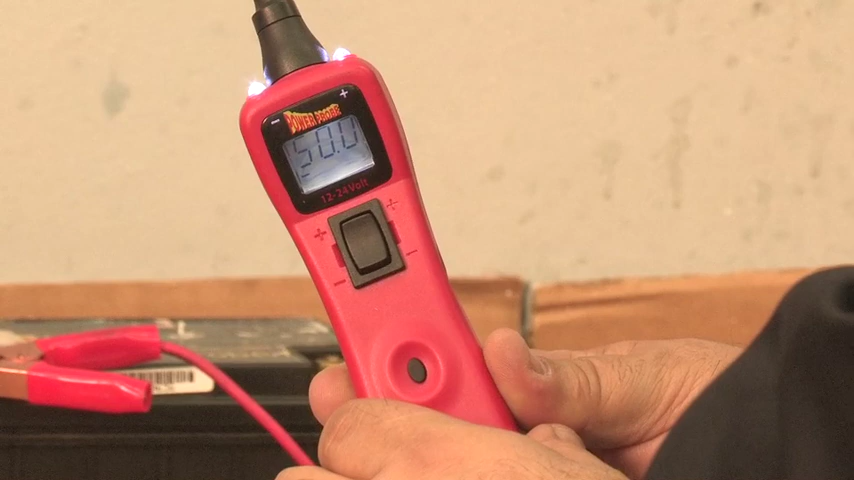 - +
POWER PROBE
50.0
12-24Volt
+ +
- -